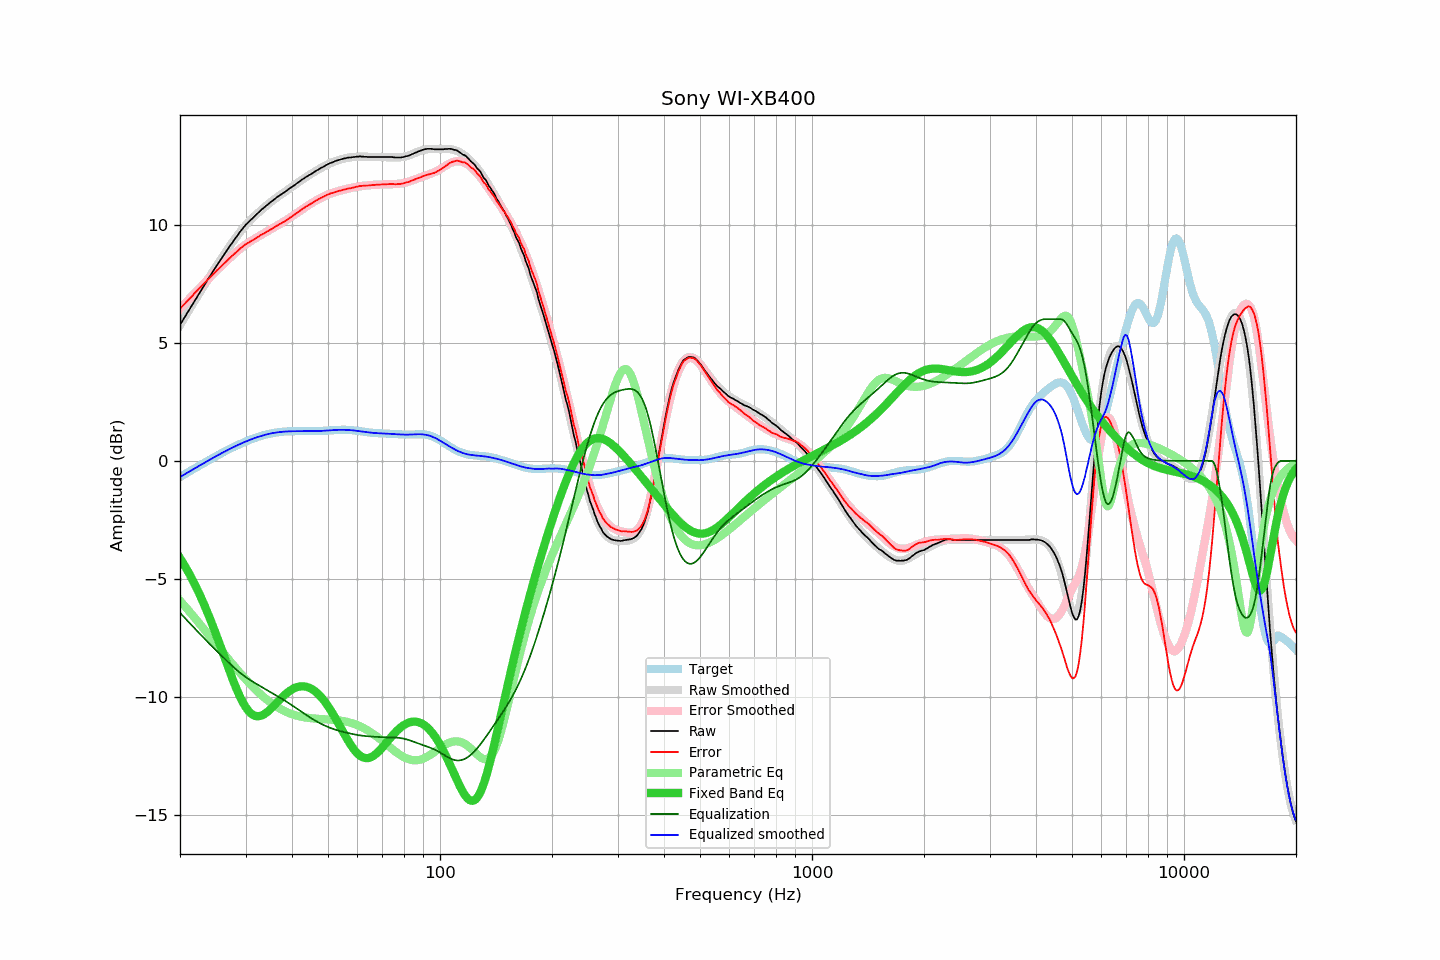 Sony WI-XB400
Amplitude (dBr)
10
5
0
−5
−10
−15
Target
Raw Smoothed
Error Smoothed
Raw
Error
Parametric Eq
Fixed Band Eq
Equalization
Equalized smoothed
100
1000
10000
Frequency (Hz)